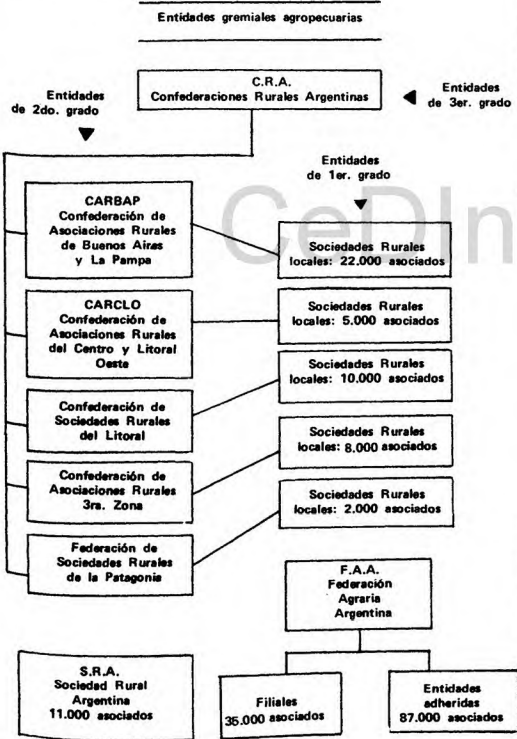 Entidades gremiales agropecuarias
C.R.A.
Confederaciones Rurales Argentinas
Entidades
de 2do. grado
Entidades
de 3er. grado
Entidades
de 1er. grado
CeDIn
CARBAP
Confederación de
Asociaciones Rurales
de Buenos Aires
y La Pampa
Sociedades Rurales
locales: 22.000 asociados
CARCLO
Confederación de
Asociaciones Rurales
del Centro y Litoral
Oeste
Sociedades Rurales
locales: 5.000 asociados
Confederación de
Sociedades Rurales
del Litoral
Sociedades Rurales
locales: 10.000 asociados
Confederación de
Asociaciones Rurales
3ra. Zona
Sociedades Rurales
locales: 8.000 asociados
Federación de
Sociedades Rurales
de la Patagonia
Sociedades Rurales
locales: 2.000 asociados
F.A.A.
Federación
Agraria
Argentina
S.R.A.
Sociedad Rural
Argentina
11.000 asociados
Filiales
35.000 asociados
Entidades
adheridas
87.000 asociados